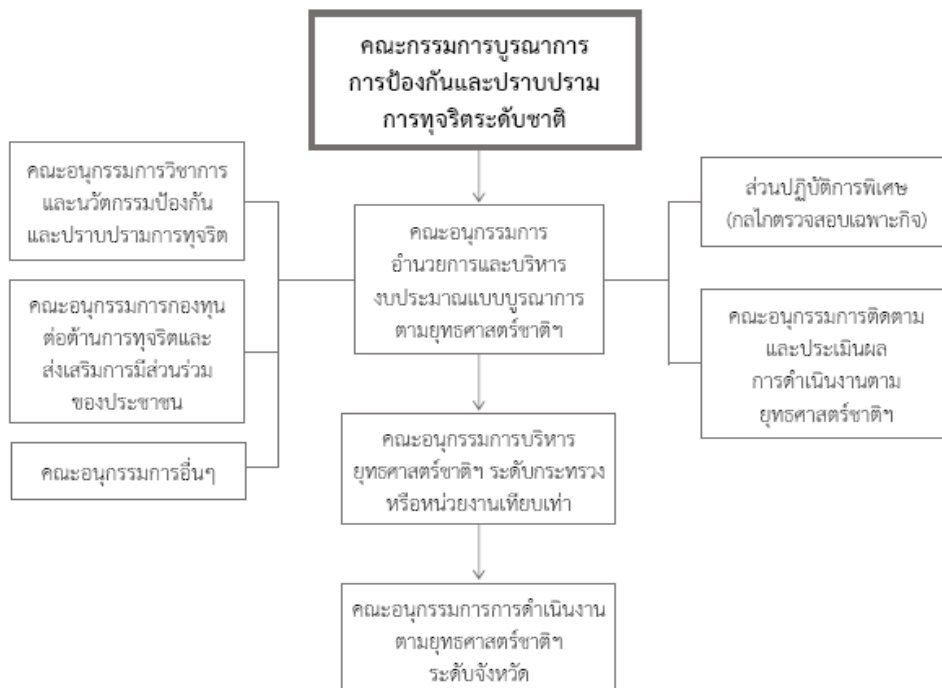 คณะกรรมการบูรณาการ
การป้องกันและปราบปราม
การทุจริตระดับชาติ
คณะอนุกรรมการวิชาการ
และนวัตกรรมป้องกัน
และปราบปรามการทุจริต
คณะอนุกรรมการกองทุน
ต่อต้านการทุจริตและ
ส่งเสริมการมีส่วนร่วม
ของประชาชน
คณะอนุกรรมการอื่นๆ
คณะอนุกรรมการ
อำนวยการและบริหาร
งบประมาณแบบบูรณาการ
ตามยุทธศาสตร์ชาติฯ
ส่วนปฏิบัติการพิเศษ
(กลไกตรวจสอบเฉพาะกิจ)
คณะอนุกรรมการติดตาม
และประเมินผล
การดำเนินงานตาม
ยุทธศาสตร์ชาติฯ
คณะอนุกรรมการบริหาร
ยุทธศาสตร์ชาติฯ ระดับกระทรวง
หรือหน่วยงานเทียบเท่า
คณะอนุกรรมการการดำเนินงาน
ตามยุทธศาสตร์ชาติฯ
ระดับจังหวัด